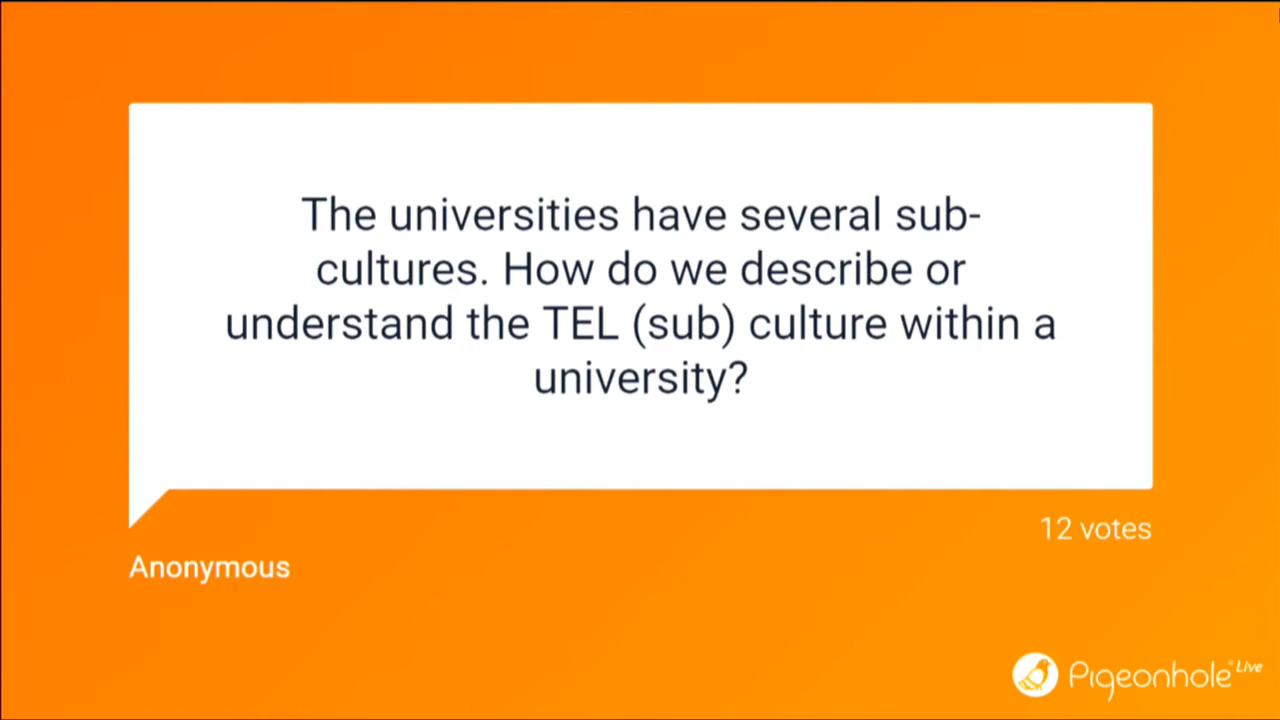 The universities have several sub-
cultures. How do we describe or
understand the TEL (sub) culture within a
university?
12 votes
Anonymous
Pigeonhole Live